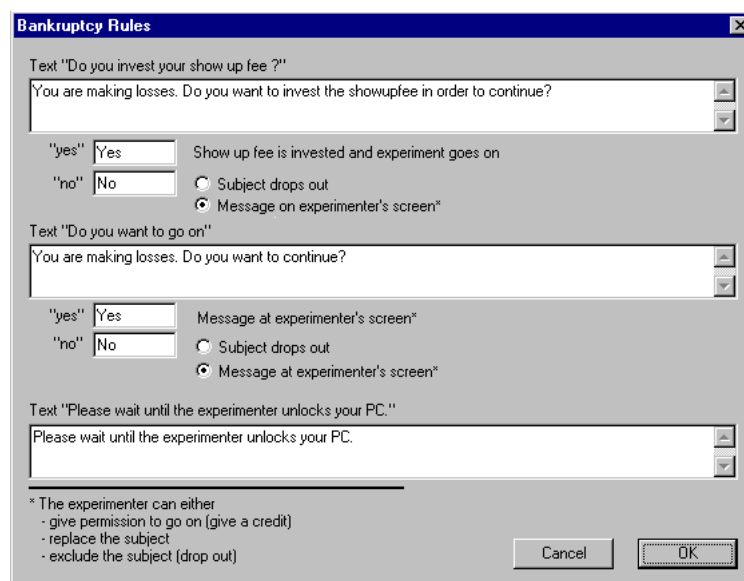 Bankruptcy Rules
Text "Do you invest your show up fee ?"
You are making losses. Do you want to invest the showupfee in order to continue?
"yes" Yes Show up fee is invested and experiment goes on
"no" No Subject drops out
Message on experimenter's screen*
Text "Do you want to go on"
You are making losses. Do you want to continue?
"yes" Yes Message at experimenter's screen*
"no" No Subject drops out
Message at experimenter's screen*
Text "Please wait until the experimenter unlocks your PC."
Please wait until the experimenter unlocks your PC.
* The experimenter can either
- give permission to go on (give a credit)
- replace the subject
- exclude the subject (drop out)
Cancel OK